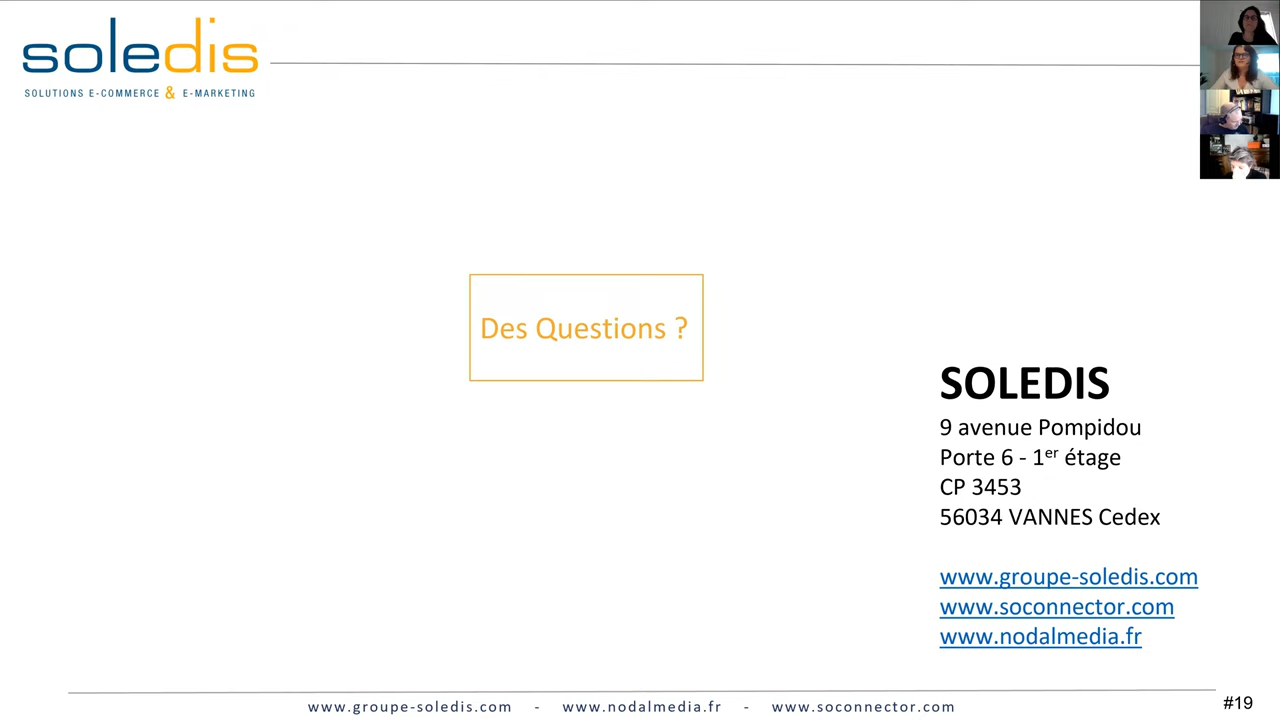 soledis
SOLUTIONS E-COMMERCE & E-MARKETING
Des Questions ?
SOLEDIS
9 avenue Pompidou
Porte 6 - 1er étage
CP 3453
56034 VANNES Cedex
www.groupe-soledis.com
www.soconnector.com
www.nodalmedia.fr
www.groupe-soledis.com - www.nodalmedia.fr - www.soconnector.com
#19